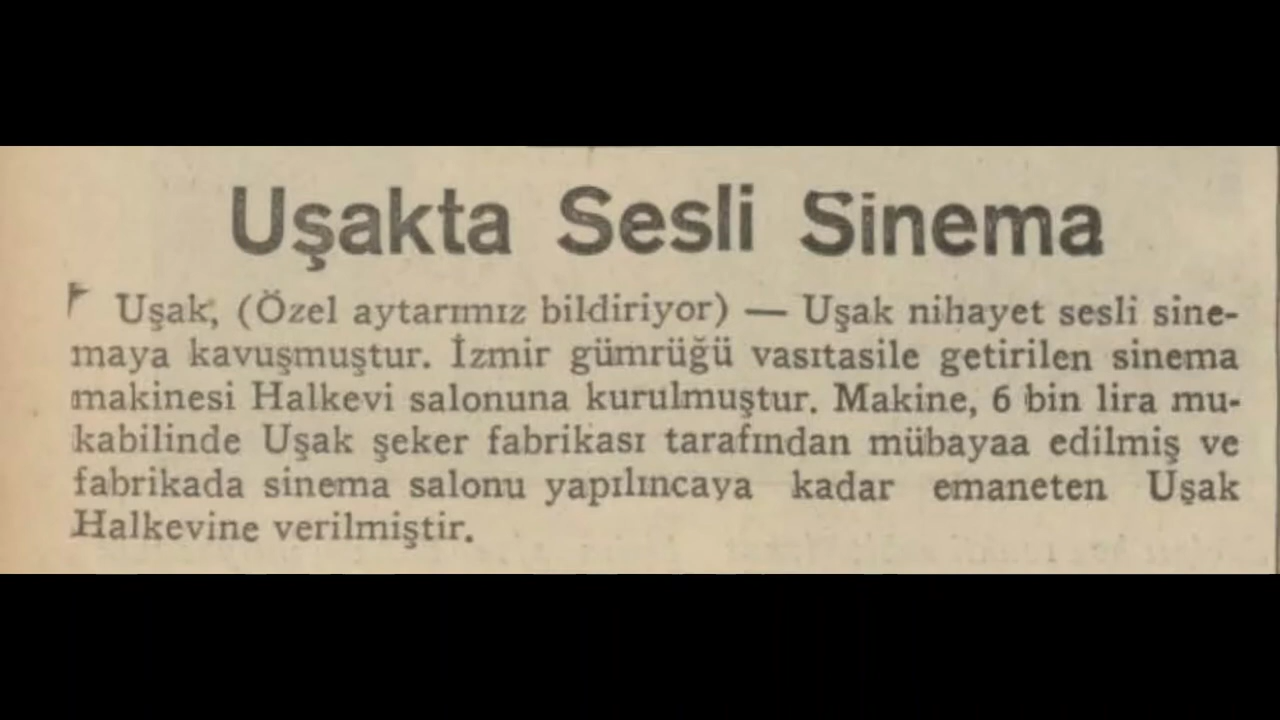 Uşakta Sesli Sinema
Uşak, (Özel aytarımız bildiriyor) — Uşak nihayet sesli sine-
maya kavuşmuştur. İzmir gümrüğü vasıtasile getirilen sinema
makinesi Halkevi salonuna kurulmuştur. Makine, 6 bin lira mu-
kabilinde Uşak şeker fabrikası tarafından mübayaa edilmiş ve
fabrikada sinema salonu yapılıncaya kadar emaneten Uşak
Halkevine verilmiştir.